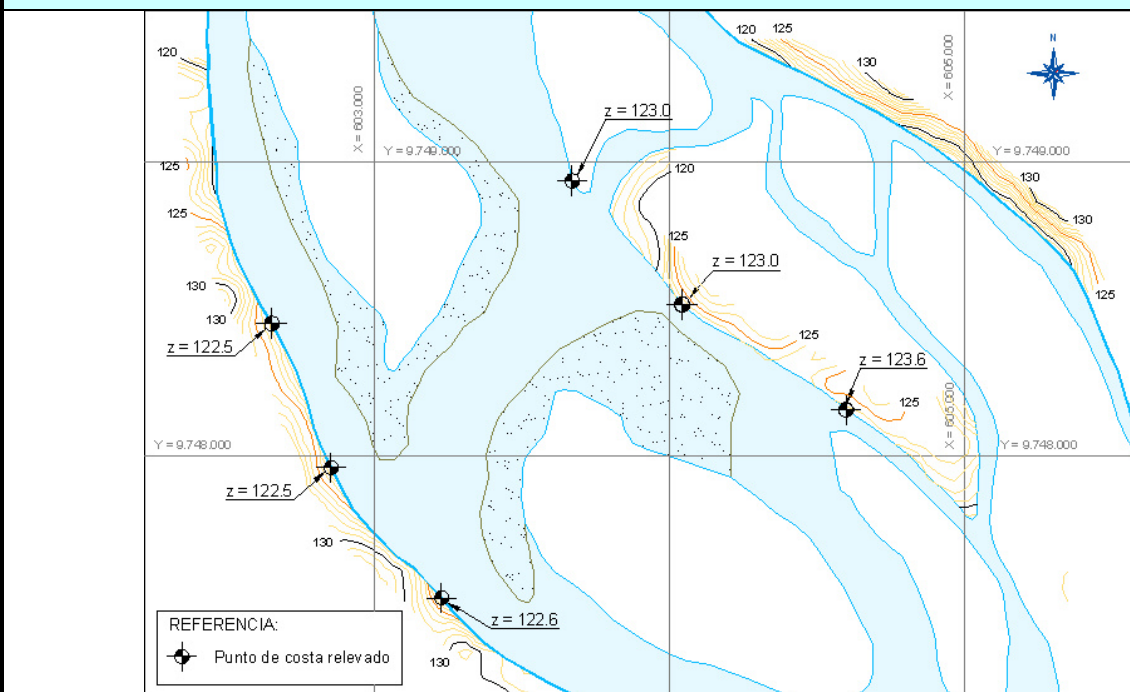 120
125
N
120
130
X = 603.000
X = 605.000
z = 123.0
Y = 9.749.000
Y = 9.749.000
125
120
130
125
130
125
130
z = 123.0
125
130
z = 122.5
125
z = 123.6
125
X = 605.000
Y = 9.748.000
Y = 9.748.000
z = 122.5
130
z = 122.6
REFERENCIA:
Punto de costa relevado
130